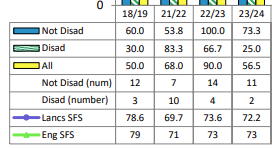 0
18/19 21/22 22/23 23/24
Not Disad 60.0 53.8 100.0 73.3
Disad 30.0 83.3 66.7 25.0
All 50.0 68.0 90.0 56.5
Not Disad (num) 12 7 14 11
Disad (number) 3 10 4 2
Lancs SFS 78.6 69.7 73.6 72.2
Eng SFS 79 71 73 73